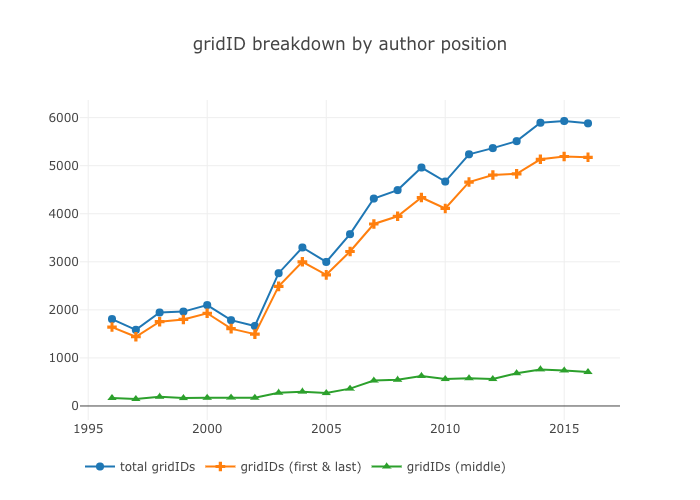 gridID breakdown by author position
6000
5000
4000
3000
2000
1000
0
1995 2000 2005 2010 2015
total gridIDs gridIDs (first & last) gridIDs (middle)